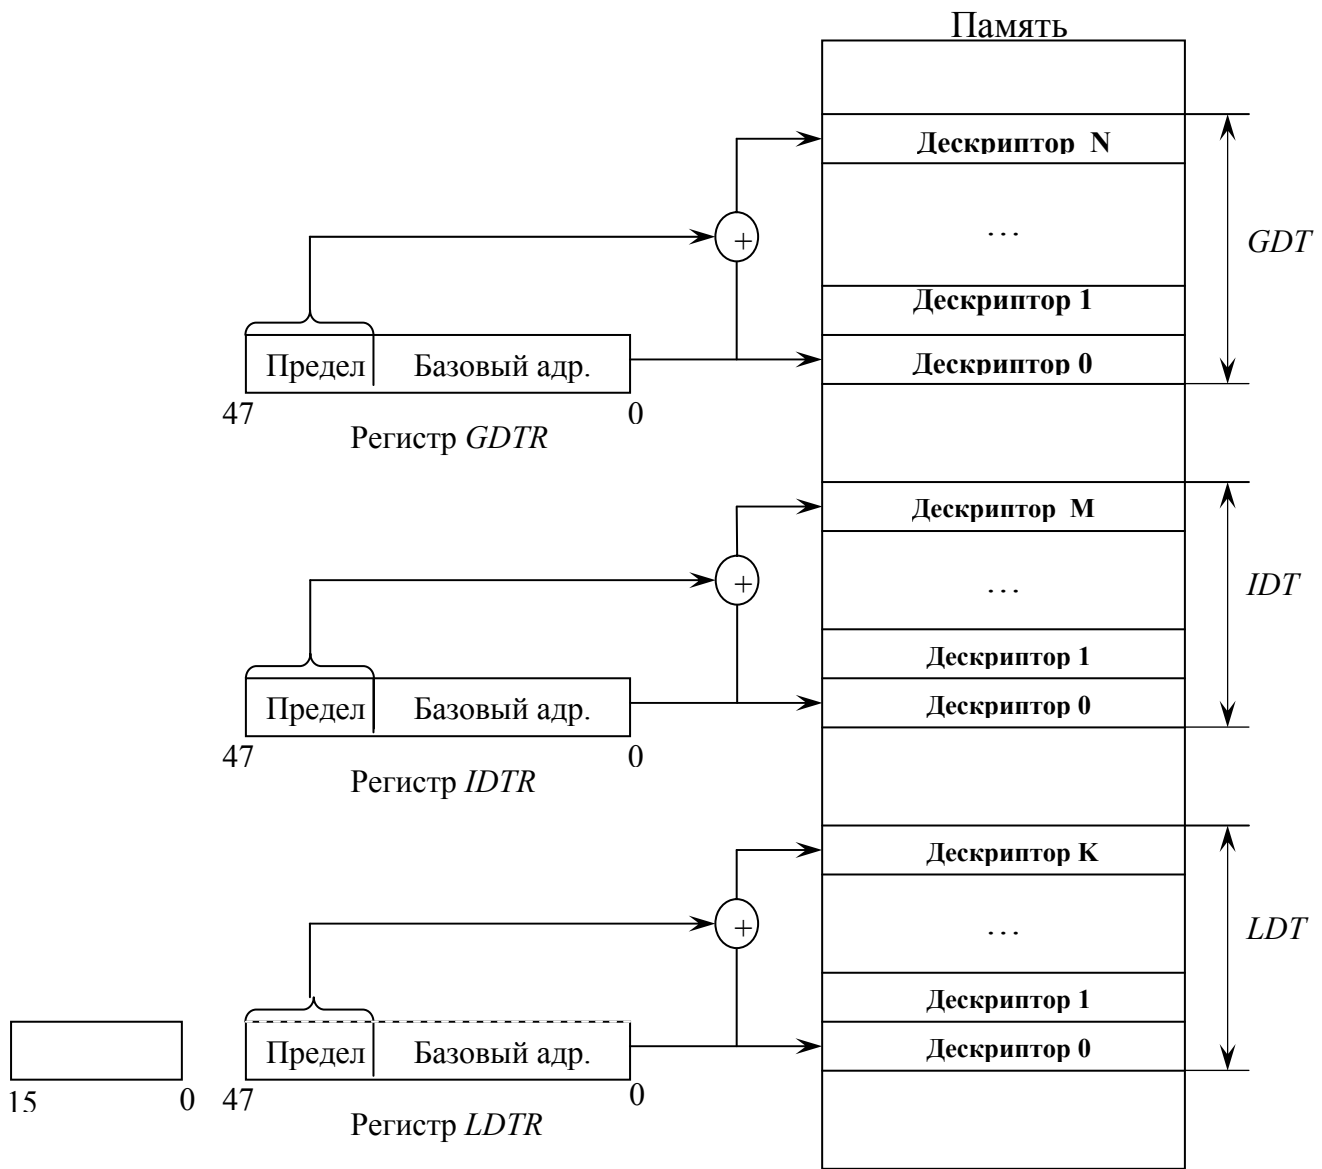 Память
Дескриптор N
…
GDT
Дескриптор 1
Предел
Базовый адр.
Дескриптор 0
47
0
Регистр GDTR
+
Дескриптор M
…
IDT
+
Дескриптор 1
Предел
Базовый адр.
Дескриптор 0
47
0
Регистр IDTR
Дескриптор K
+
…
LDT
Дескриптор 1
Предел
Базовый адр.
Дескриптор 0
15
0
47
0
Регистр LDTR
+